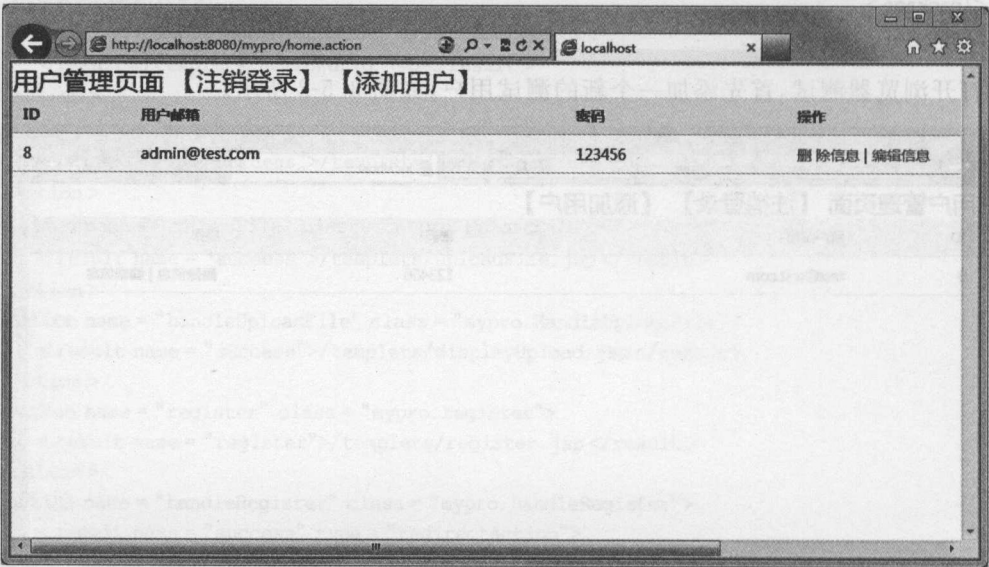 http://localhost:8080/mypro/home.action
localhost
用户管理页面 【注销登录】 【添加用户】
ID 用户邮箱 密码 操作
8 admin@test.com 123456 删 除信息 | 编辑信息